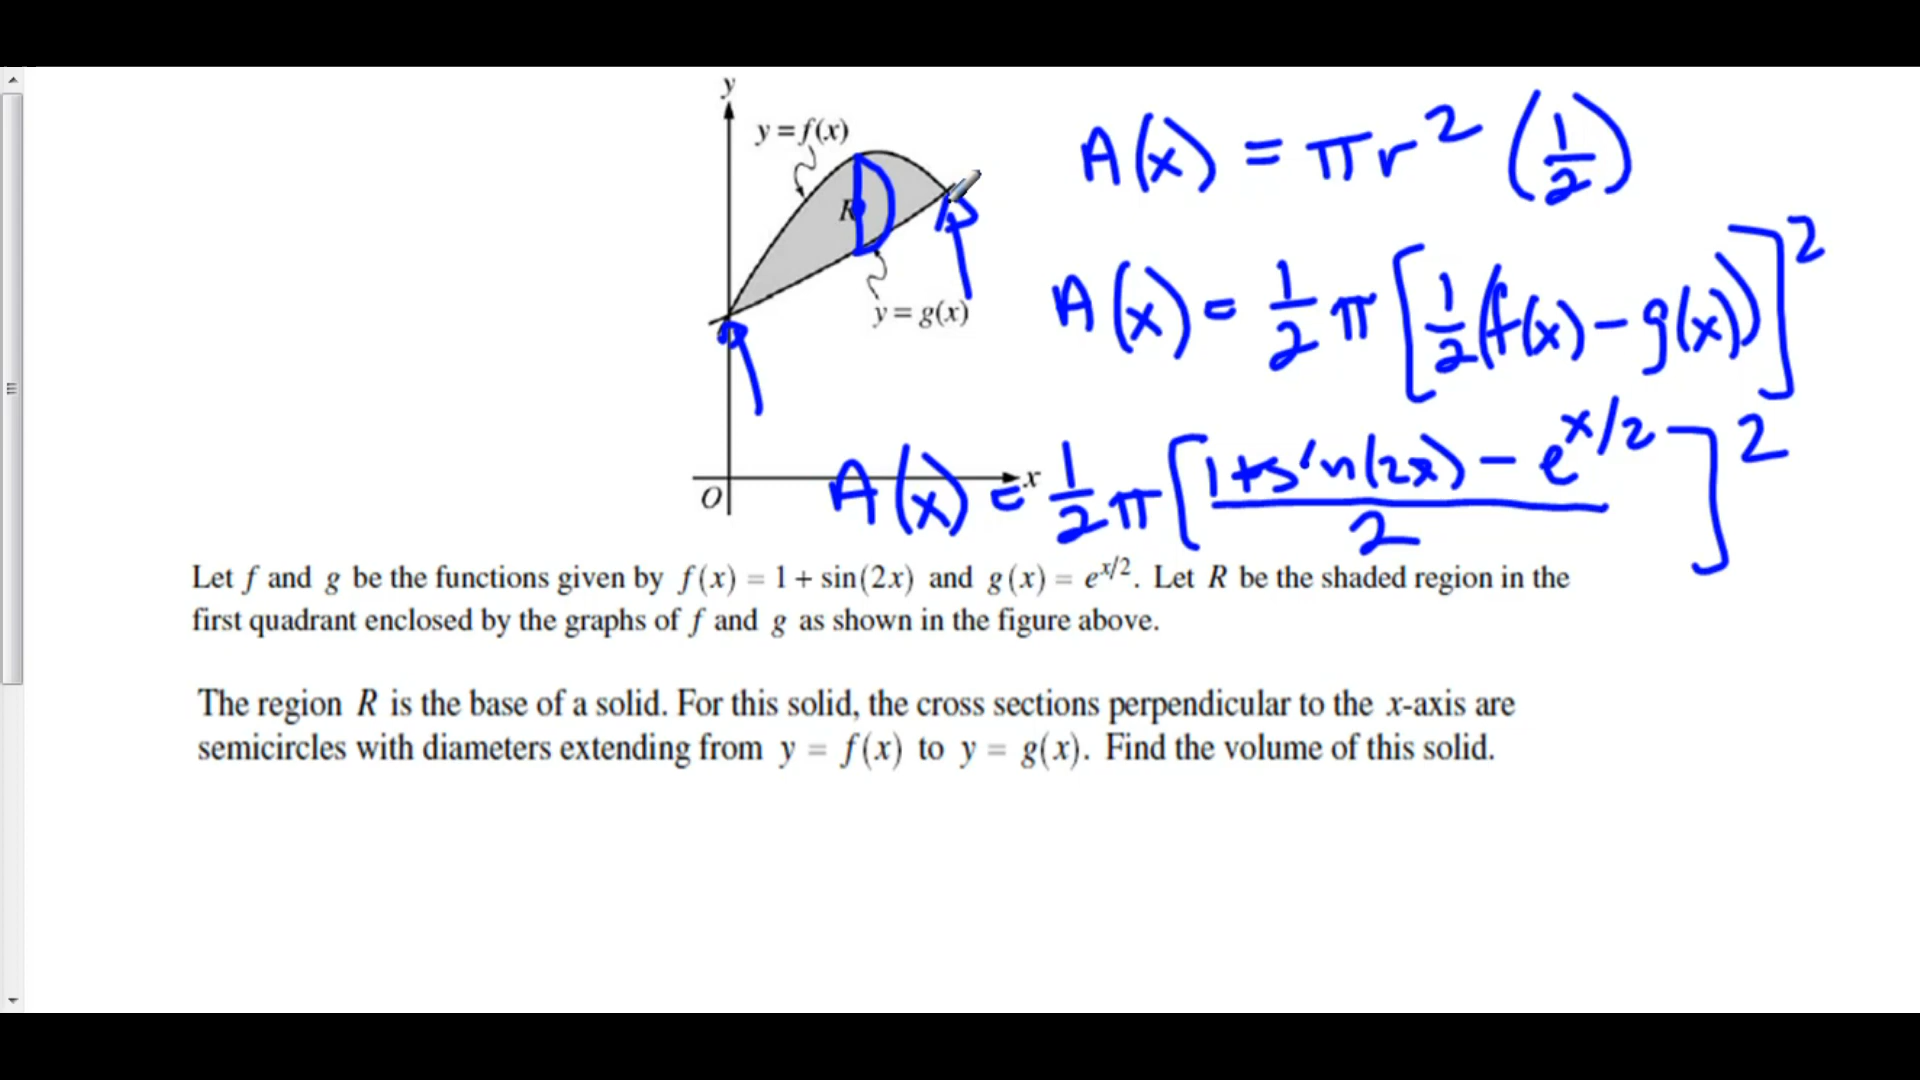 y
y = f(x)
R
y = g(x)
x
O
A(x) = πr² (1/2)
A(x) = 1/2 π [1/2 (f(x) - g(x))]²
A(x) = 1/2 π [(1 + sin(2x) - e^(x/2))/2]²
Let f and g be the functions given by f(x) = 1 + sin(2x) and g(x) = e^(x/2). Let R be the shaded region in the
first quadrant enclosed by the graphs of f and g as shown in the figure above.
The region R is the base of a solid. For this solid, the cross sections perpendicular to the x-axis are
semicircles with diameters extending from y = f(x) to y = g(x). Find the volume of this solid.